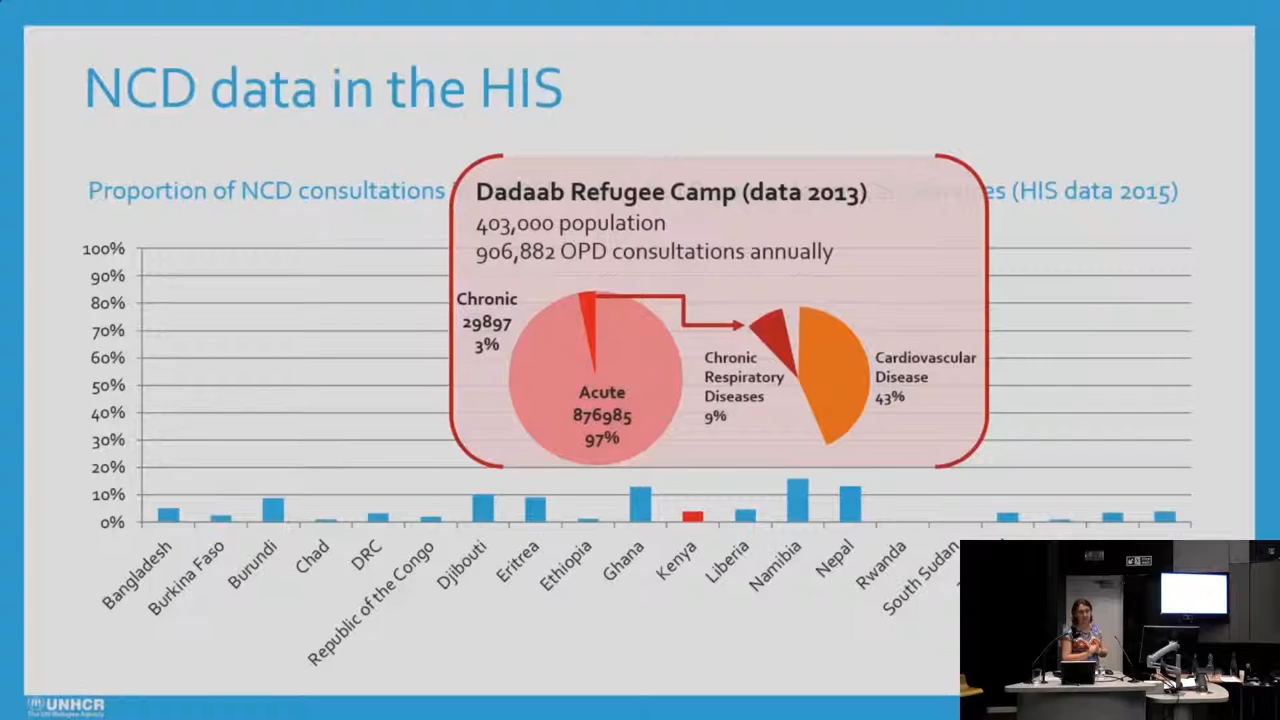 NCD data in the HIS
Proportion of NCD consultations
es (HIS data 2015)
Dadaab Refugee Camp (data 2013)
403,000 population
906,882 OPD consultations annually
Chronic
29897
3%
Acute
876985
97%
Chronic
Respiratory
Diseases
9%
Cardiovascular
Disease
43%
100%
90%
80%
70%
60%
50%
40%
30%
20%
10%
0%
Bangladesh
Burkina Faso
Burundi
Chad
DRC
Republic of the Congo
Djibouti
Eritrea
Ethiopia
Ghana
Kenya
Liberia
Namibia
Nepal
Rwanda
South Sudan
UNHCR
The UN Refugee Agency